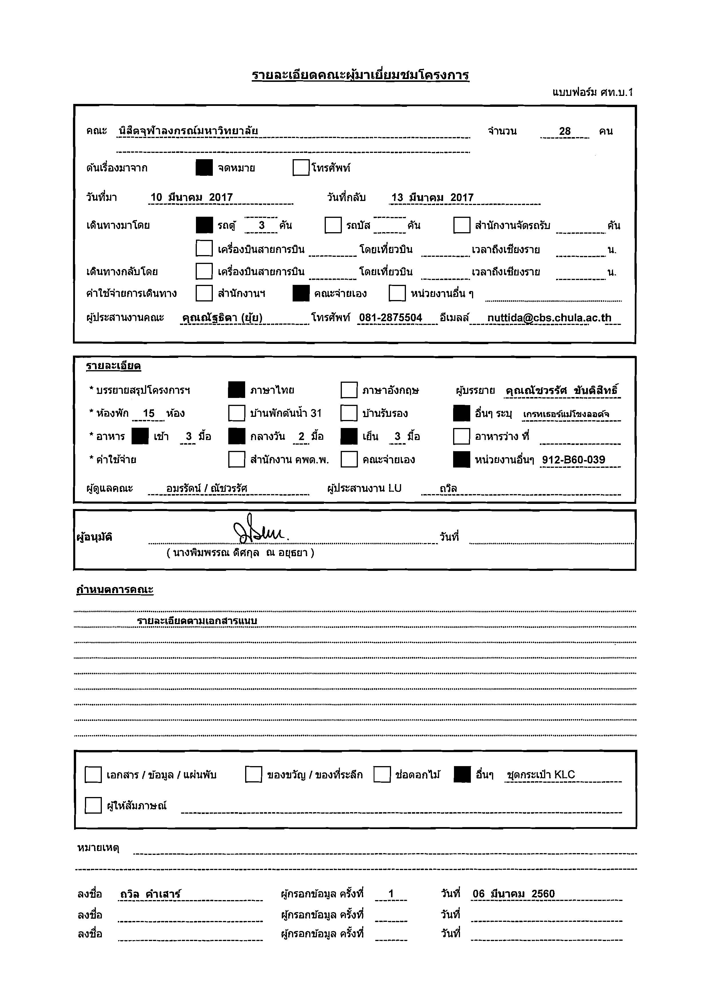 รายละเอียดคณะผู้มาเยี่ยมชมโครงการ
แบบฟอร์ม ศท.บ.1
คณะ นิสิตจุฬาลงกรณ์มหาวิทยาลัย จำนวน 28 คน
ต้นเรื่องมาจาก จดหมาย โทรศัพท์
วันที่มา 10 มีนาคม 2017 วันที่กลับ 13 มีนาคม 2017
เดินทางมาโดย รถตู้ 3 คัน รถบัส คัน สำนักงานจัดรถรับ คัน
เครื่องบินสายการบิน โดยเที่ยวบิน เวลาถึงเชียงราย น.
เดินทางกลับโดย เครื่องบินสายการบิน โดยเที่ยวบิน เวลาถึงเชียงราย น.
ค่าใช้จ่ายการเดินทาง สำนักงานฯ คณะจ่ายเอง หน่วยงานอื่น ๆ
ผู้ประสานงานคณะ คุณณัฐธิดา (ยุ้ย) โทรศัพท์ 081-2875504 อีเมลล์ nuttida@cbs.chula.ac.th
รายละเอียด
* บรรยายสรุปโครงการฯ ภาษาไทย ภาษาอังกฤษ ผู้บรรยาย คุณณัชวรรัศ ขันติสิทธิ์
* ห้องพัก 15 ห้อง บ้านพักต้นน้ำ 31 บ้านรับรอง อื่นๆ ระบุ เกรทเธอร์แม่โขงลอดจ์
* อาหาร เช้า 3 มื้อ กลางวัน 2 มื้อ เย็น 3 มื้อ อาหารว่าง ที่
* ค่าใช้จ่าย สำนักงาน คพด.พ. คณะจ่ายเอง หน่วยงานอื่นๆ 912-B60-039
ผู้ดูแลคณะ อมรรัตน์ / ณัชวรรัศ ผู้ประสานงาน LU ถวิล
ผู้อนุมัติ วันที่
( นางพิมพรรณ ดิศกุล ณ อยุธยา )
กำหนดการคณะ
รายละเอียดตามเอกสารแนบ
เอกสาร / ข้อมูล / แผ่นพับ ของขวัญ / ของที่ระลึก ช่อดอกไม้ อื่นๆ ชุดกระเป๋า KLC
ผู้ให้สัมภาษณ์
หมายเหตุ
ลงชื่อ ถวิล คำเสาร์ ผู้กรอกข้อมูล ครั้งที่ 1 วันที่ 06 มีนาคม 2560
ลงชื่อ ผู้กรอกข้อมูล ครั้งที่ วันที่
ลงชื่อ ผู้กรอกข้อมูล ครั้งที่ วันที่